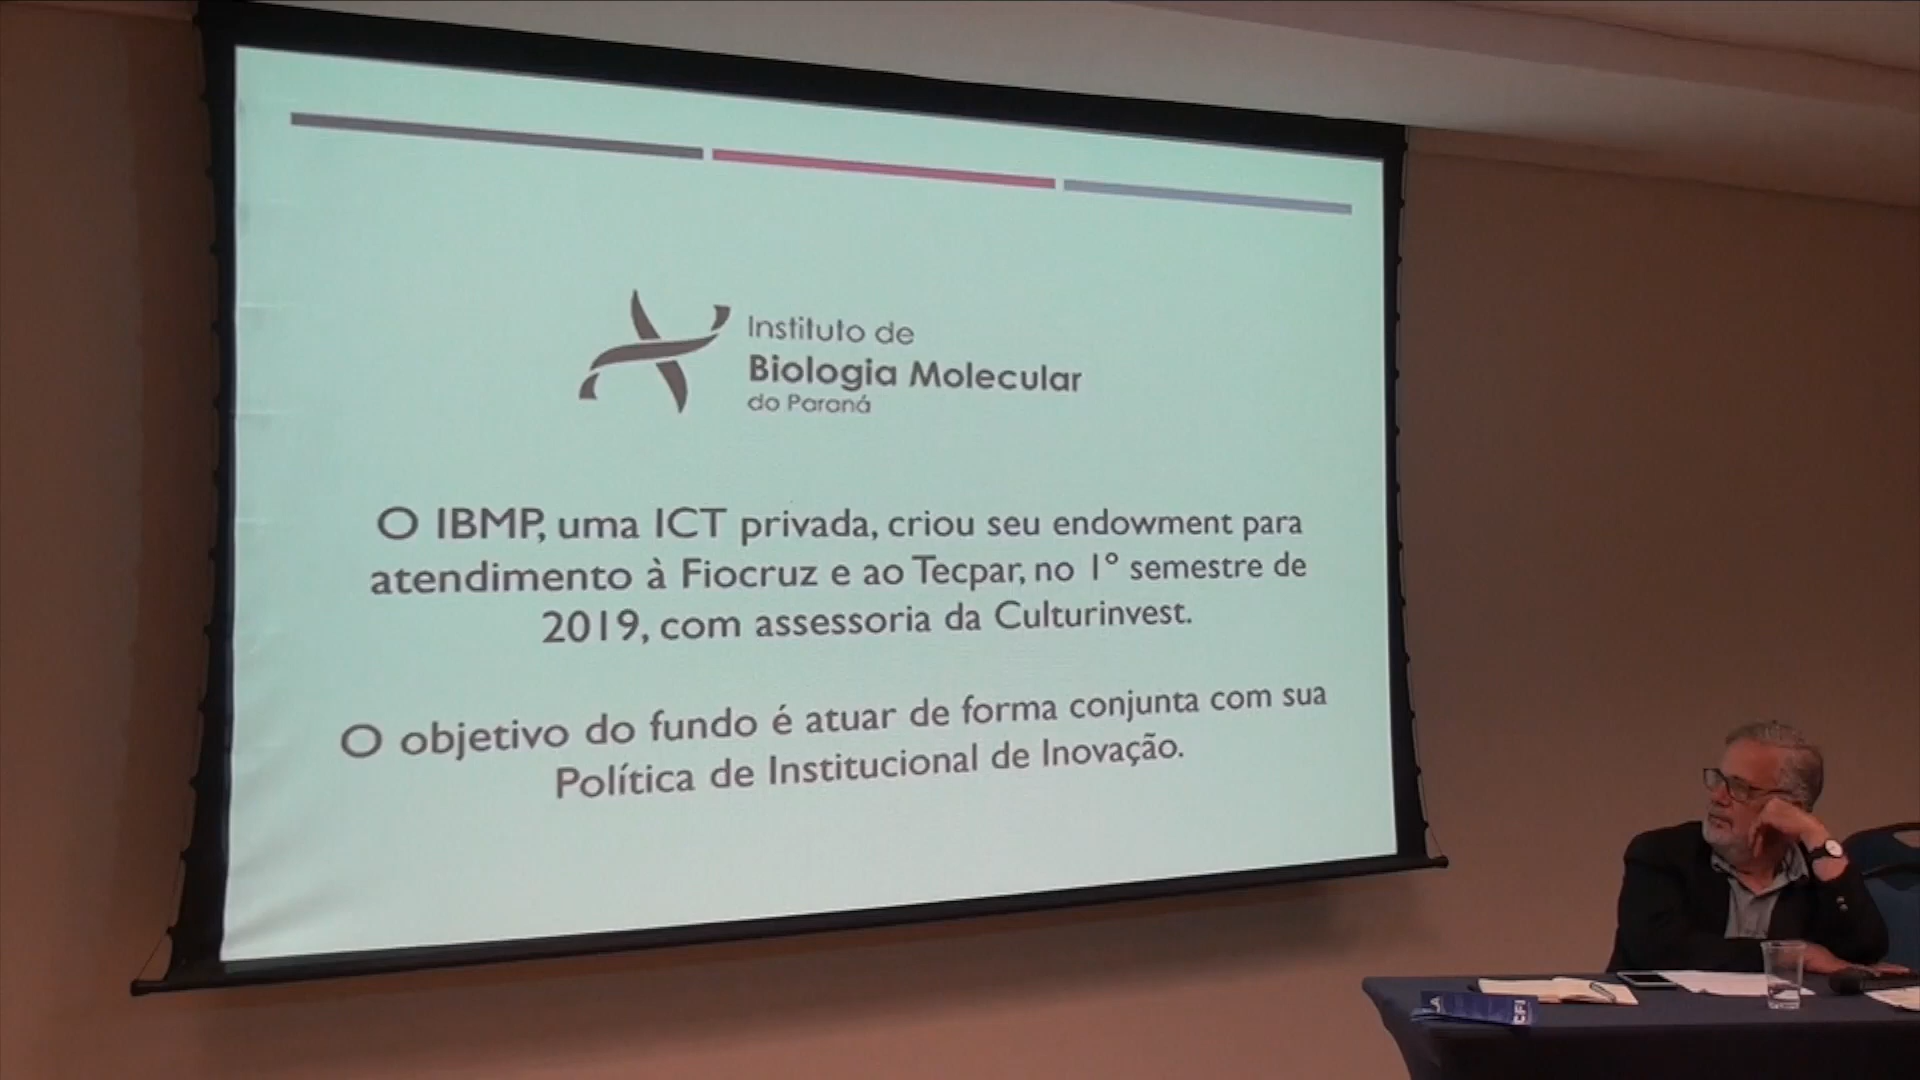 Instituto de
Biologia Molecular
do Paraná
O IBMP, uma ICT privada, criou seu endowment para
atendimento à Fiocruz e ao Tecpar, no 1º semestre de
2019, com assessoria da Culturinvest.
O objetivo do fundo é atuar de forma conjunta com sua
Política de Institucional de Inovação.
CFI